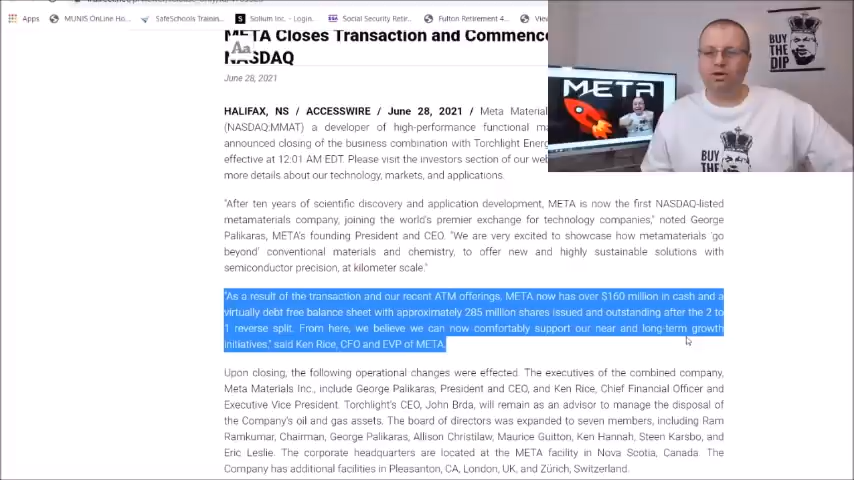 Apps MUNIS OnLine Ho... SafeSchools Trainin... Solium Inc. - Login. Social Security Retir... Fulton Retirement 4... Vie
META Closes Transaction and Commence
Aa
NASDAQ
June 28, 2021
HALIFAX, NS / ACCESSWIRE / June 28, 2021 / Meta Material
(NASDAQ:MMAT) a developer of high-performance functional ma
announced closing of the business combination with Torchlight Energ
effective at 12:01 AM EDT. Please visit the investors section of our web
more details about our technology, markets, and applications.
"After ten years of scientific discovery and application development, META is now the first NASDAQ-listed
metamaterials company, joining the world's premier exchange for technology companies," noted George
Palikaras, META's founding President and CEO. "We are very excited to showcase how metamaterials 'go
beyond' conventional materials and chemistry, to offer new and highly sustainable solutions with
semiconductor precision, at kilometer scale."
"As a result of the transaction and our recent ATM offerings, META now has over $160 million in cash and a
virtually debt free balance sheet with approximately 285 million shares issued and outstanding after the 2 to
1 reverse split. From here, we believe we can now comfortably support our near and long-term growth
initiatives," said Ken Rice, CFO and EVP of META.
Upon closing, the following operational changes were effected. The executives of the combined company,
Meta Materials Inc., include George Palikaras, President and CEO, and Ken Rice, Chief Financial Officer and
Executive Vice President. Torchlight's CEO, John Brda, will remain as an advisor to manage the disposal of
the Company's oil and gas assets. The board of directors was expanded to seven members, including Ram
Ramkumar, Chairman, George Palikaras, Allison Christilaw, Maurice Guitton, Ken Hannah, Steen Karsbo, and
Eric Leslie. The corporate headquarters are located at the META facility in Nova Scotia, Canada. The
Company has additional facilities in Pleasanton, CA, London, UK, and Zürich, Switzerland.
META
BUY
THE
DIP
BUY
THE